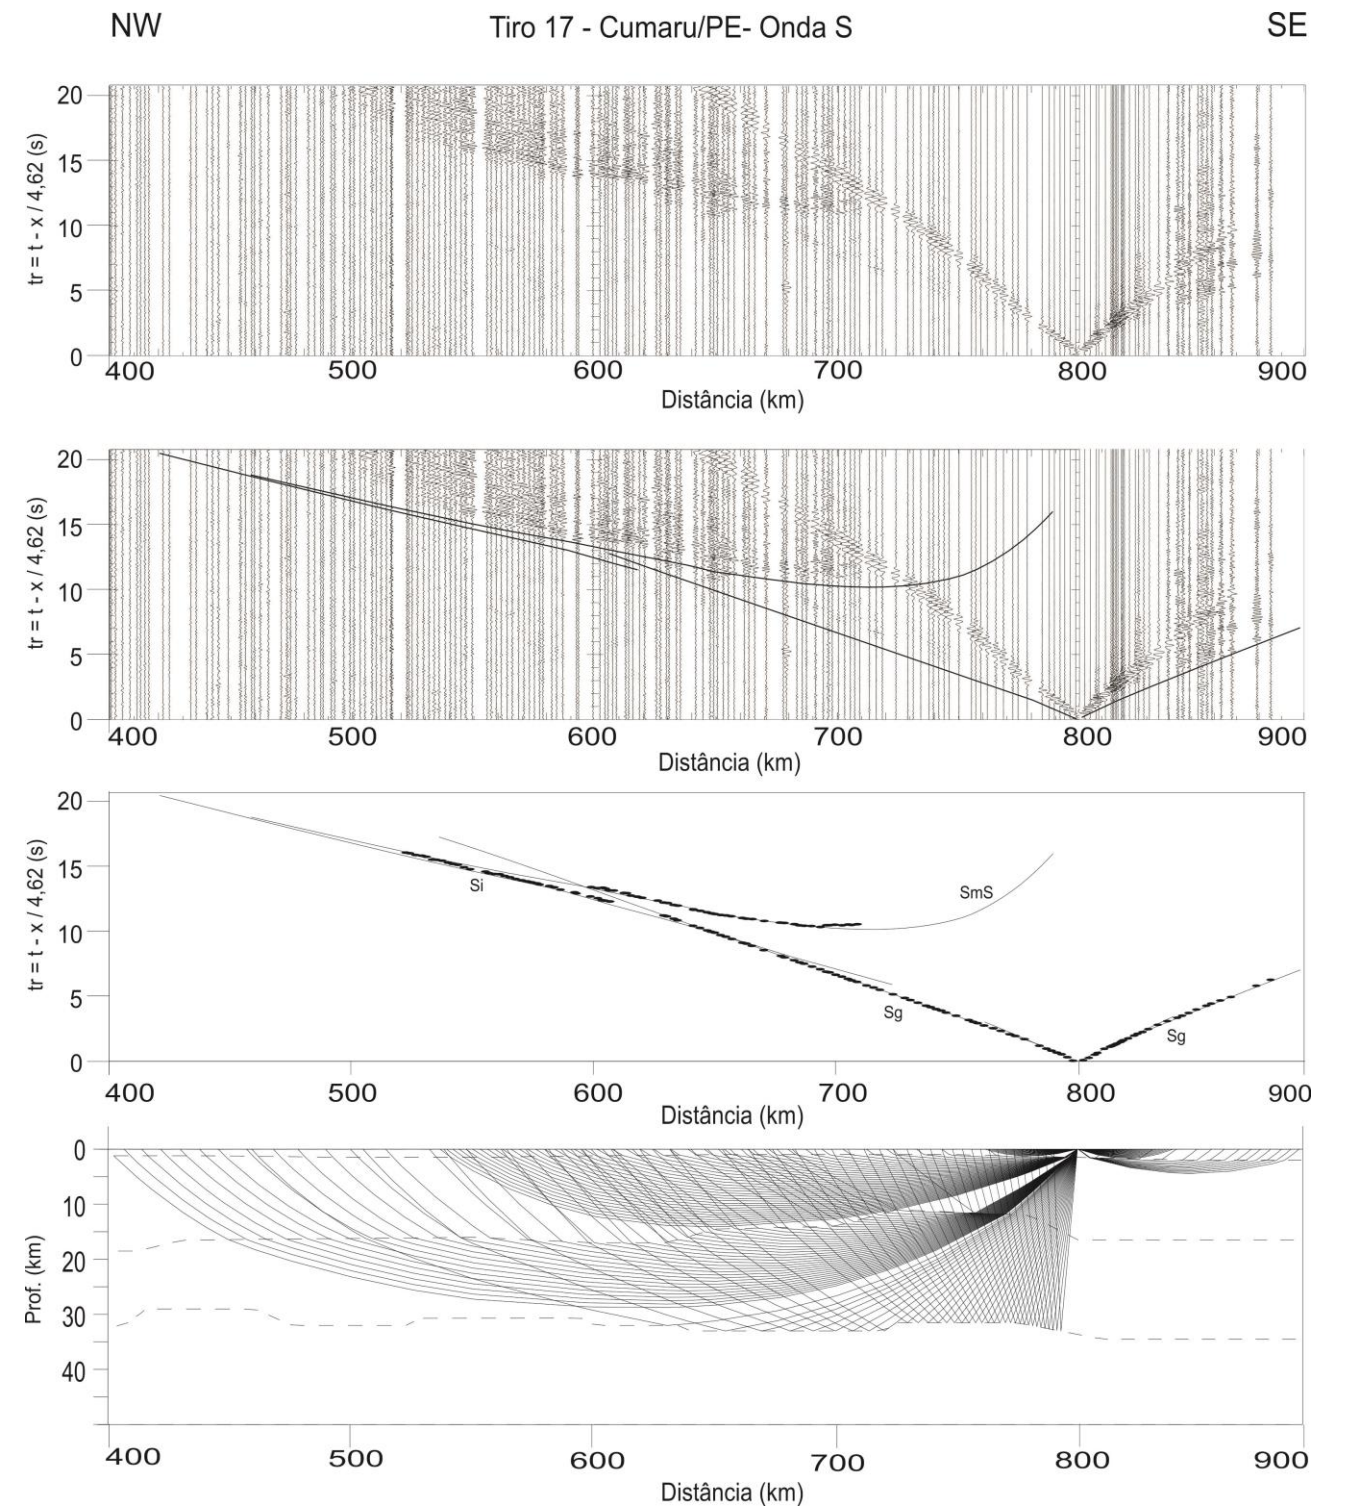 NW Tiro 17 - Cumaru/PE- Onda S SE
tr = t - x / 4,62 (s)
20
15
10
5
0
400 500 600 700 800 900
Distância (km)
tr = t - x / 4,62 (s)
20
15
10
5
0
400 500 600 700 800 900
Distância (km)
tr = t - x / 4,62 (s)
20
15
10
5
0
Si
SmS
Sg
Sg
400 500 600 700 800 900
Distância (km)
Prof. (km)
0
10
20
30
40
400 500 600 700 800 900
Distância (km)